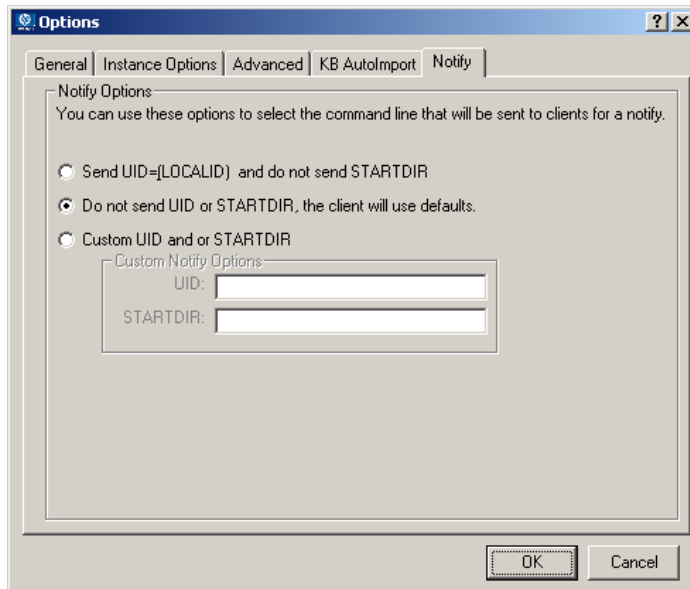 Options
General Instance Options Advanced KB AutoImport Notify
Notify Options
You can use these options to select the command line that will be sent to clients for a notify.
Send UID=[LOCALID) and do not send STARTDIR
Do not send UID or STARTDIR, the client will use defaults.
Custom UID and or STARTDIR
Custom Notify Options
UID:
STARTDIR:
OK Cancel